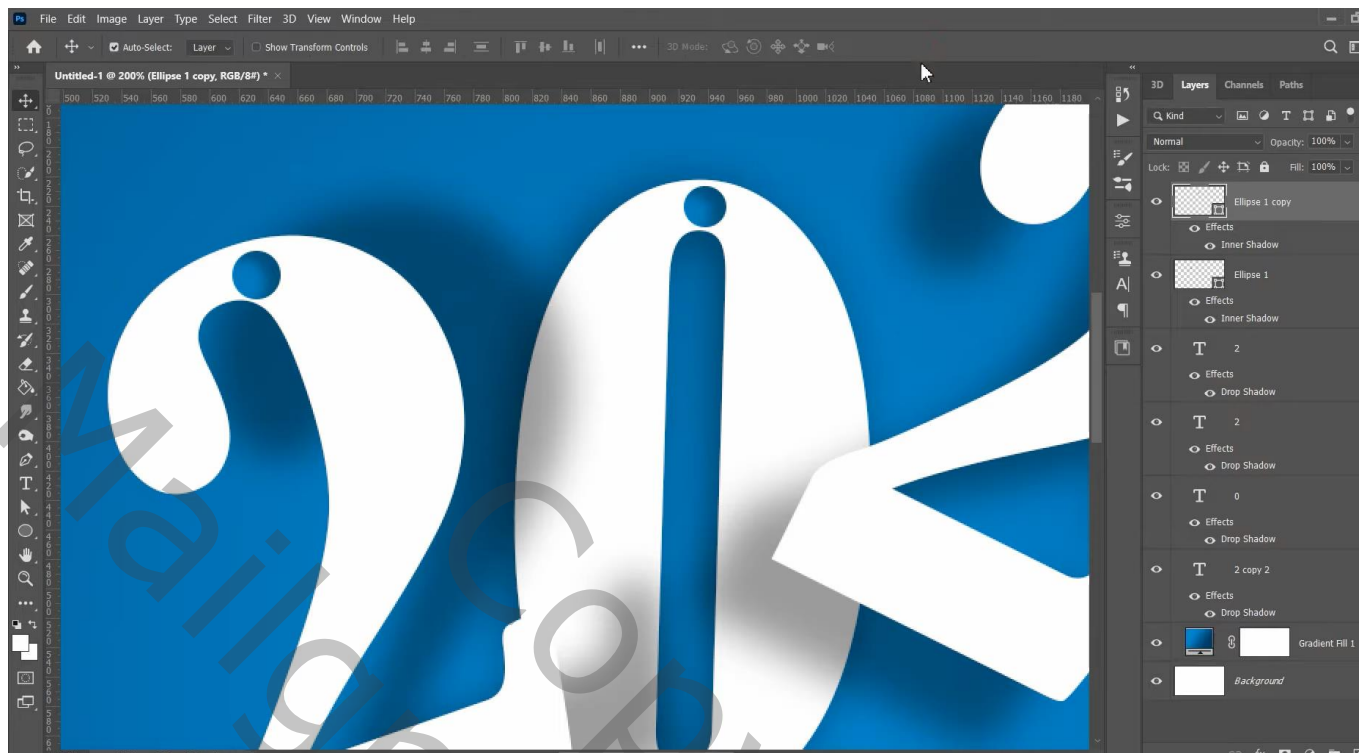 Ps File Edit Image Layer Type Select Filter 3D View Window Help
Auto-Select: Layer Show Transform Controls 3D Mode:
Untitled-1 @ 200% (Ellipse 1 copy, RGB/8#) * ×
500 520 540 560 580 600 620 640 660 680 700 720 740 760 780 800 820 840 860 880 900 920 940 960 980 1000 1020 1040 1060 1080 1100 1120 1140 1160 1180
3D Layers Channels Paths
Kind
Normal Opacity: 100%
Lock: Fill: 100%
Ellipse 1 copy
Effects
Inner Shadow
Ellipse 1
Effects
Inner Shadow
T 2
Effects
Drop Shadow
T 2
Effects
Drop Shadow
T 0
Effects
Drop Shadow
T 2 copy 2
Effects
Drop Shadow
Gradient Fill 1
Background
202